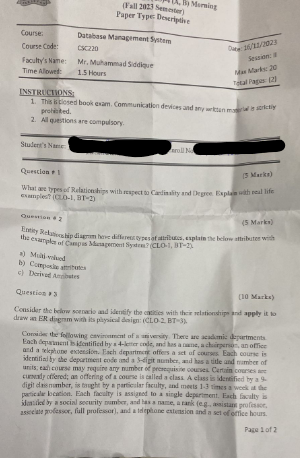 (A, B) Morning
(Fall 2023 Semester)
Paper Type: Descriptive
Course: Database Management System
Course Code: CSC220 Date: 16/11/2023
Session: II
Faculty's Name: Mr. Muhammad Siddique Max Marks: 20
Time Allowed: 1.5 Hours Total Pages: (2)
INSTRUCTIONS:
1. This is closed book exam. Communication devices and any written material is strictly
prohibited.
2. All questions are compulsory.
Student's Name:
Question # 1
(5 Marks)
What are types of Relationships with respect to Cardinality and Degree. Explain with real life
examples? (CLO-1, BT=2).
Question # 2
(5 Marks)
Entity Relationship diagram have different types of attributes, explain the below attributes with
the examples of Campus Management System? (CLO-1, BT=2).
a) Multi-valued
b) Composite attributes
c) Derived Attributes
Question # 3
(10 Marks)
Consider the below scenario and identify the entities with their relationships and apply it to
draw an ER diagram with its physical design: (CLO-2, BT=3).
Consider the following environment of a university. There are academic departments.
Each department is identified by a 4-letter code, and has a name, a chairperson, an office
and a telephone extension. Each department offers a set of courses. Each course is
identified by the department code and a 3-digit number, and has a title and number of
units; each course may require any number of prerequisite courses. Certain courses are
currently offered; an offering of a course is called a class. A class is identified by a 9-
digit class number, is taught by a particular faculty, and meets 1-3 times a week at the
particular location. Each faculty is assigned to a single department. Each faculty is
identified by a social security number, and has a name, a rank (e.g., assistant professor,
associate professor, full professor), and a telephone extension and a set of office hours.
Page 1 of 2